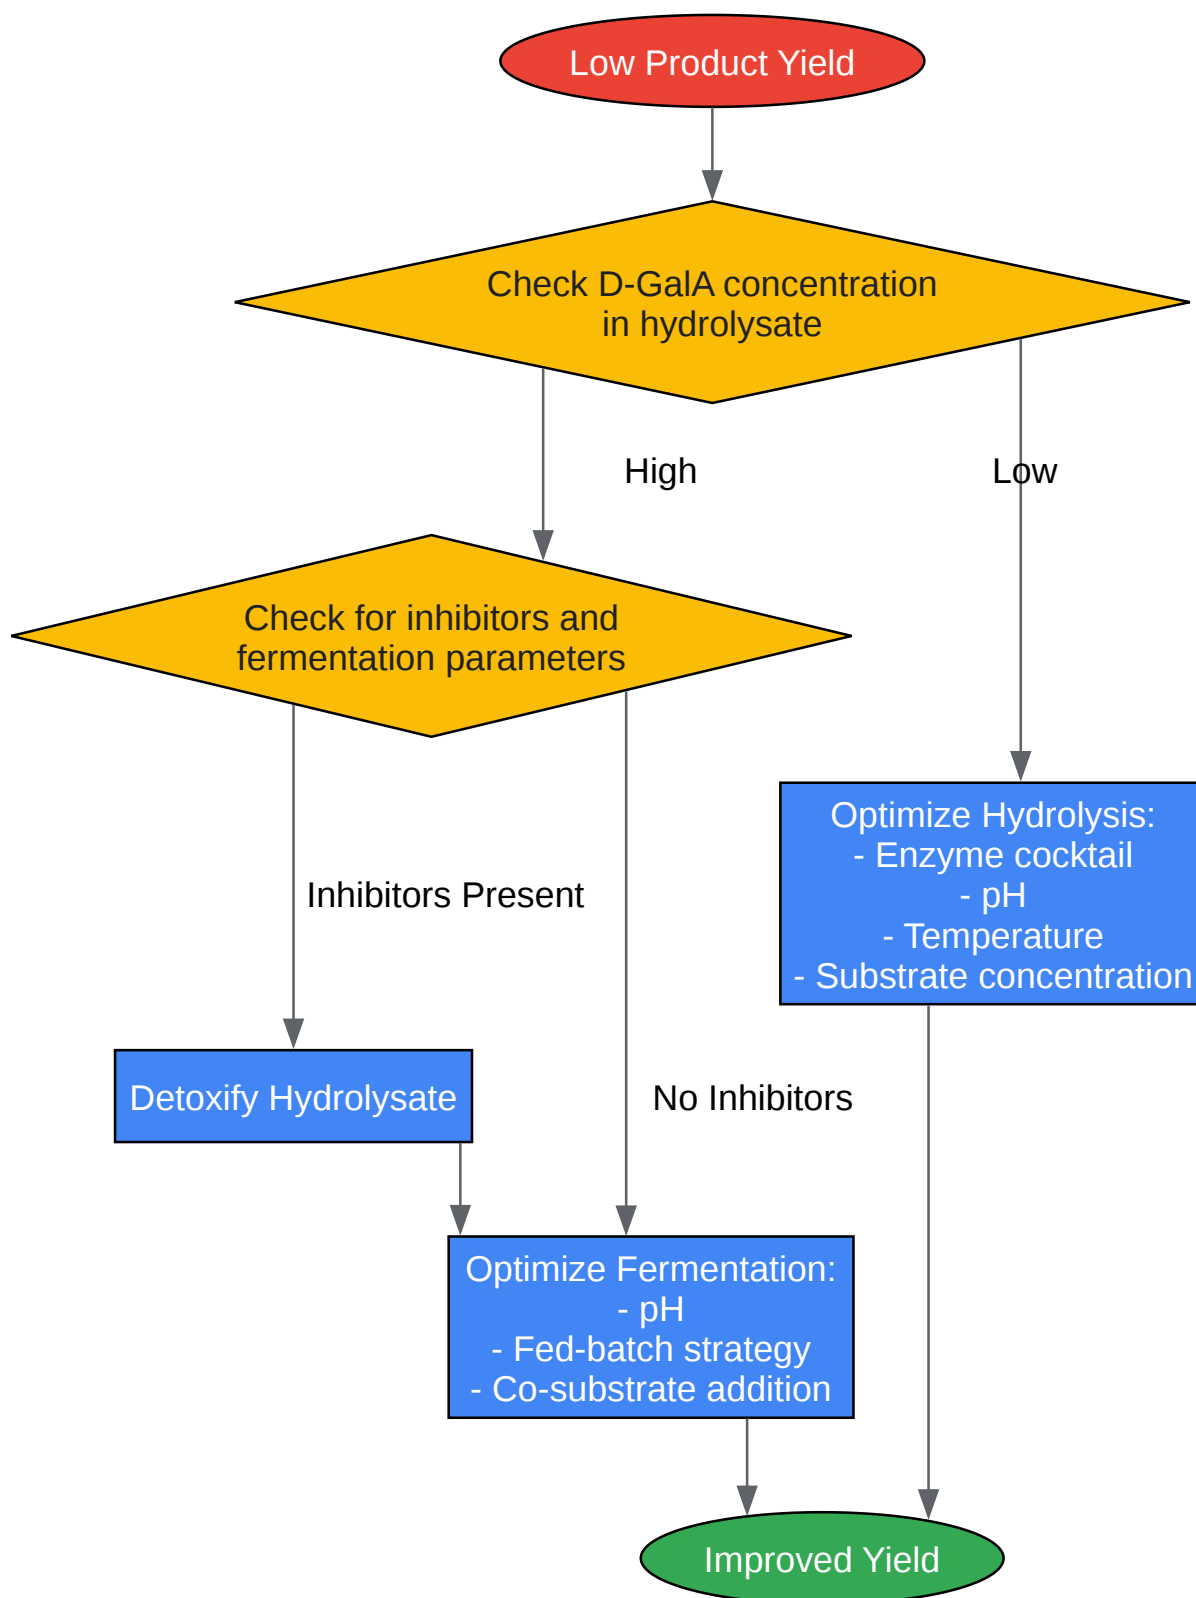 Low Product Yield
Check D-GalA concentration
in hydrolysate
High
Low
Check for inhibitors and
fermentation parameters
Optimize Hydrolysis:
- Enzyme cocktail
- pH
- Temperature
- Substrate concentration
Inhibitors Present
Detoxify Hydrolysate
No Inhibitors
Optimize Fermentation:
- pH
- Fed-batch strategy
- Co-substrate addition
Improved Yield